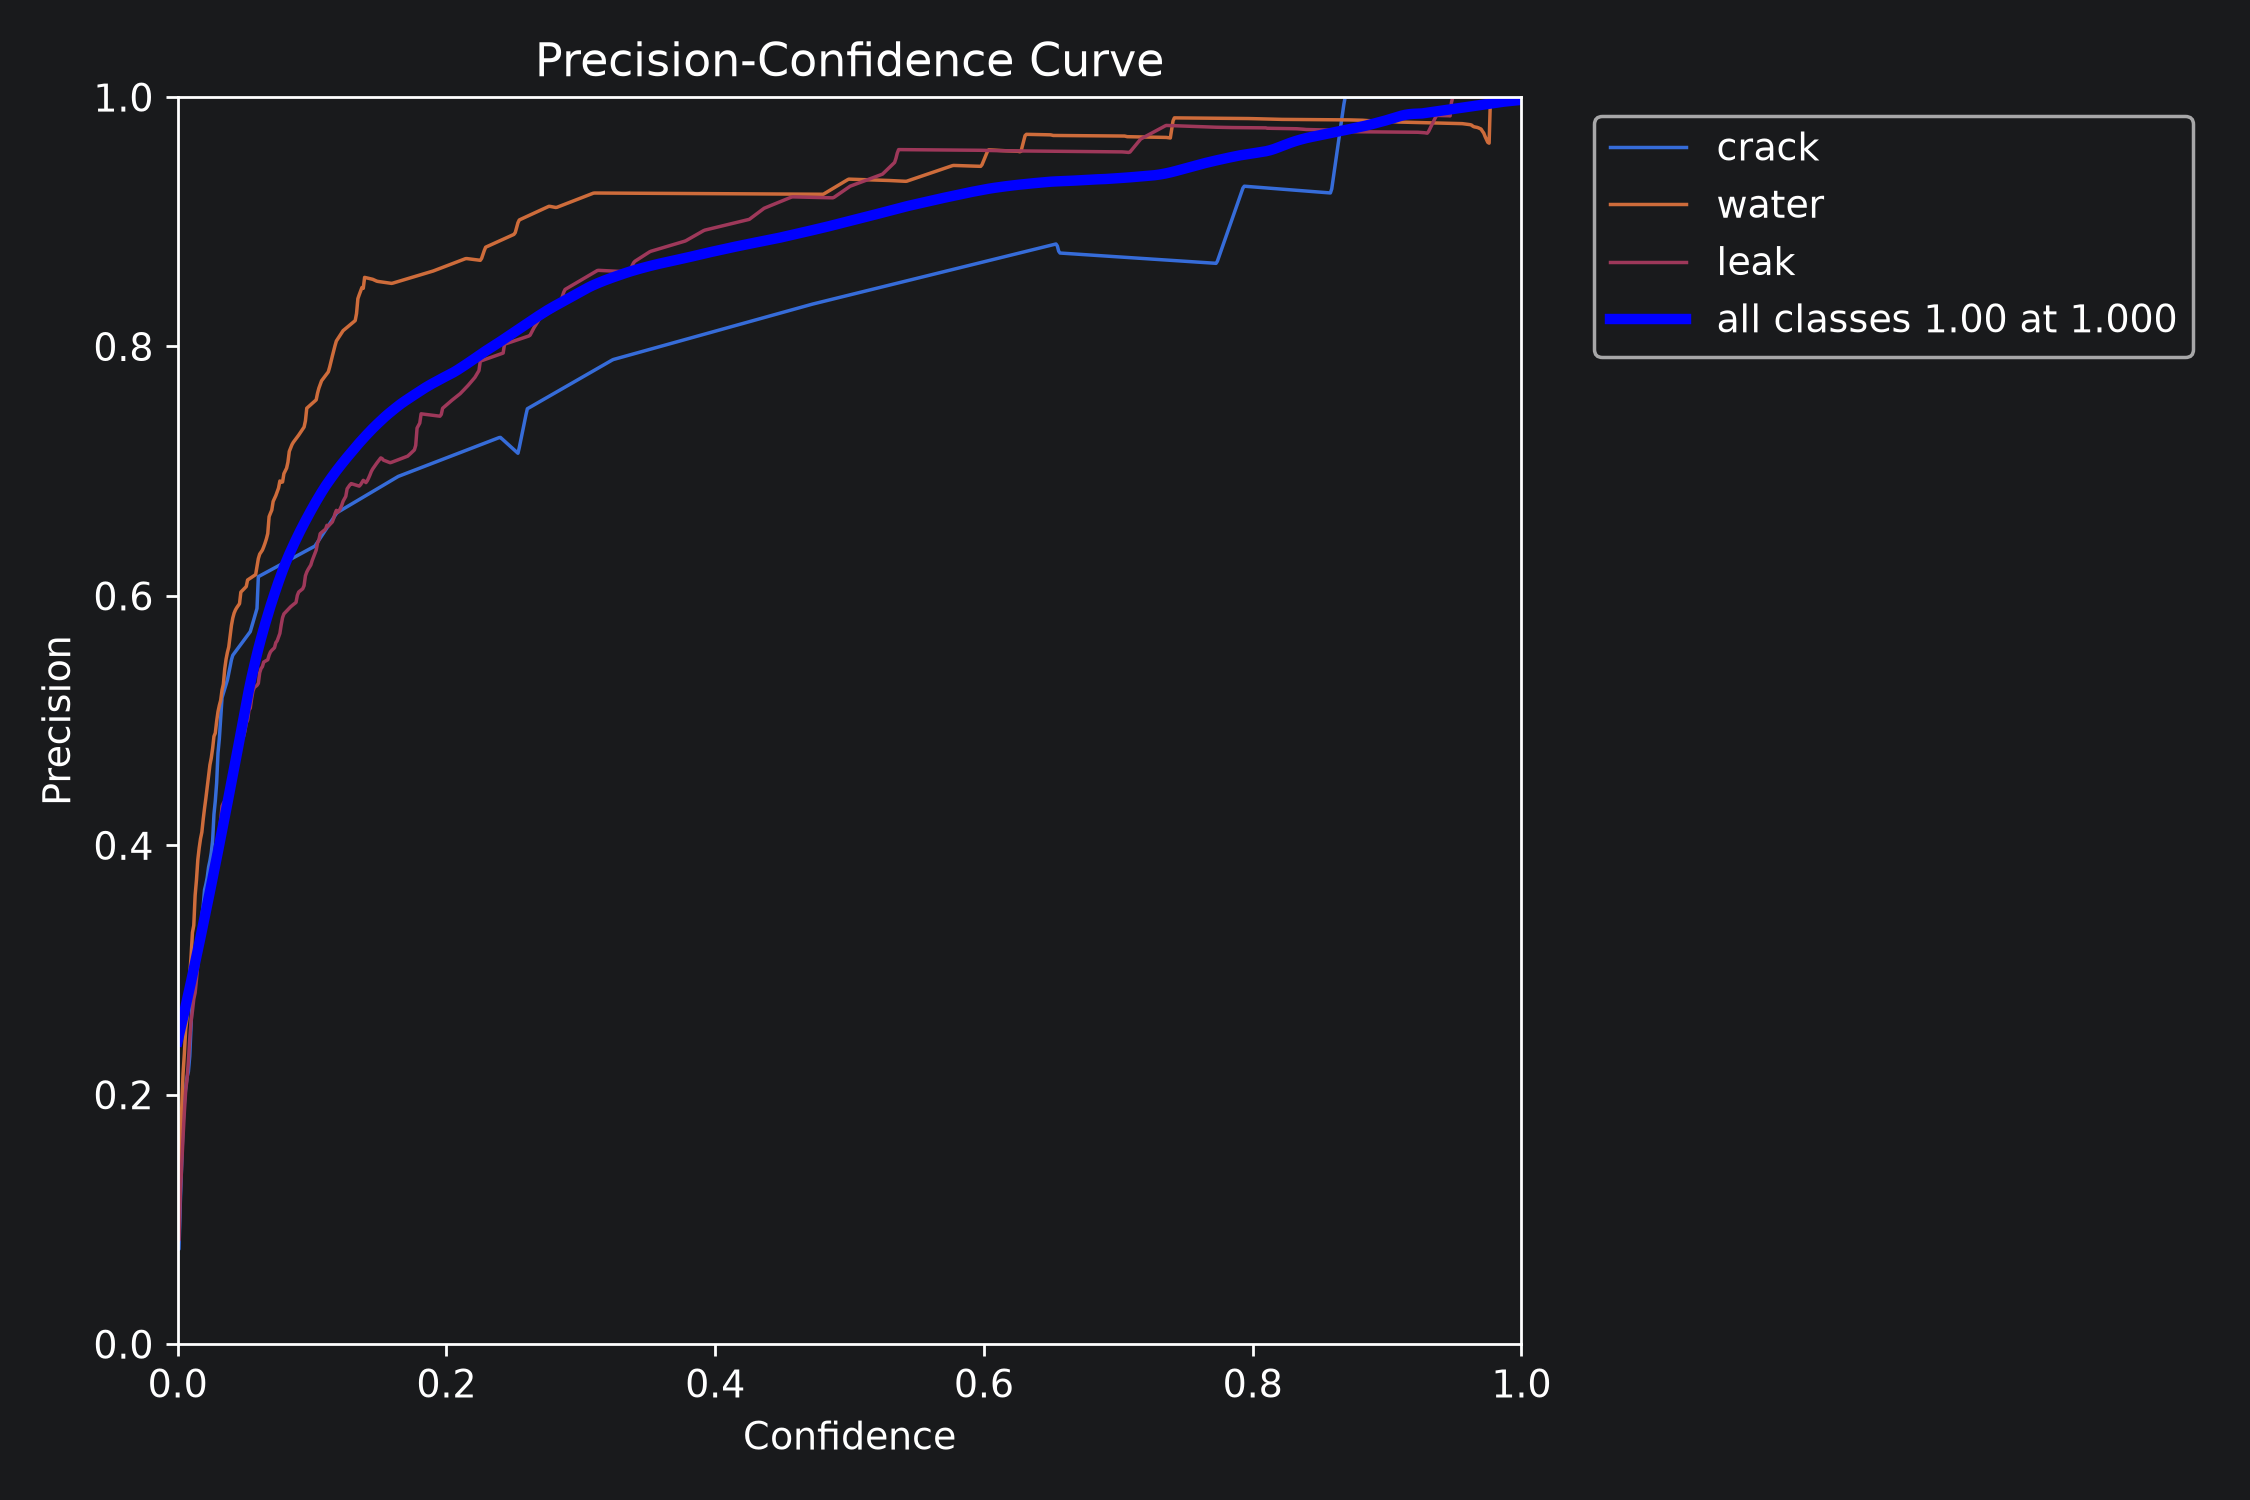 Precision-Confidence Curve
1.0
0.8
0.6
0.4
0.2
0.0
Precision
0.0 0.2 0.4 0.6 0.8 1.0
Confidence
crack
water
leak
all classes 1.00 at 1.000